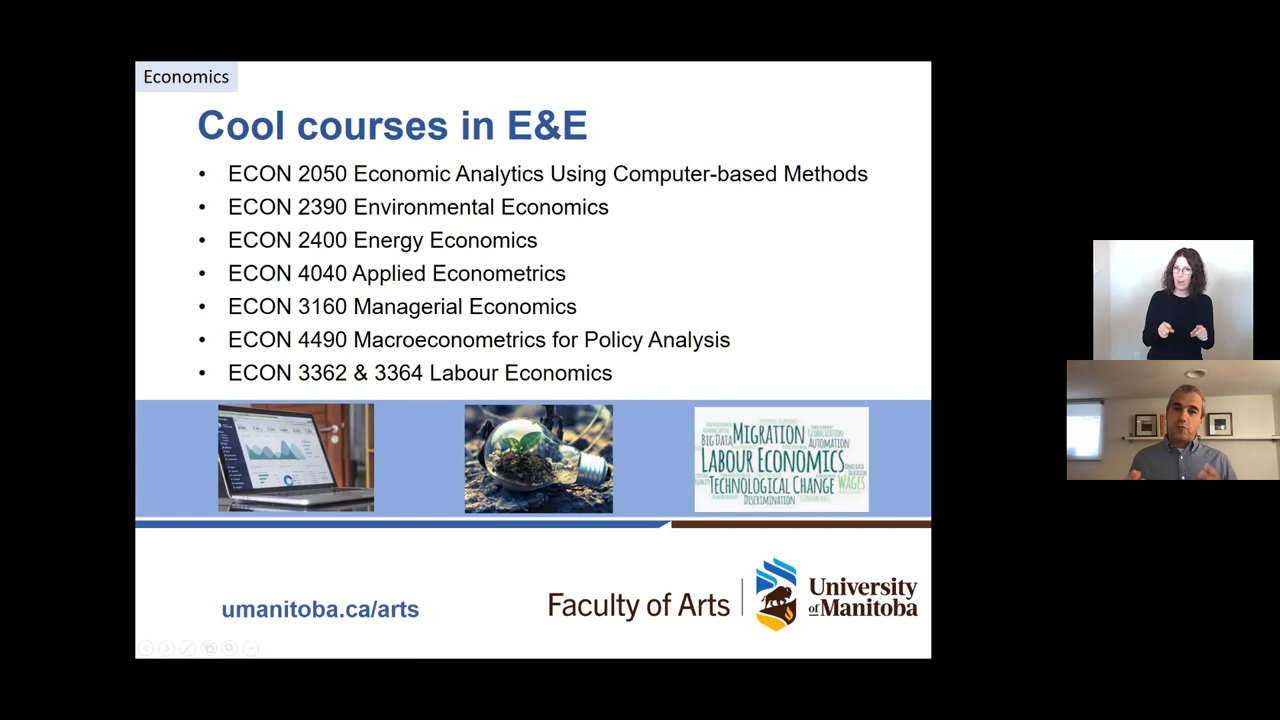 Economics
Cool courses in E&E
• ECON 2050 Economic Analytics Using Computer-based Methods
• ECON 2390 Environmental Economics
• ECON 2400 Energy Economics
• ECON 4040 Applied Econometrics
• ECON 3160 Managerial Economics
• ECON 4490 Macroeconometrics for Policy Analysis
• ECON 3362 & 3364 Labour Economics
BIG DATA
MIGRATION
GLOBALIZATION
AUTOMATION
LABOUR ECONOMICS
TECHNOLOGICAL CHANGE
WAGES
DISCRIMINATION
umanitoba.ca/arts
Faculty of Arts
University
of Manitoba